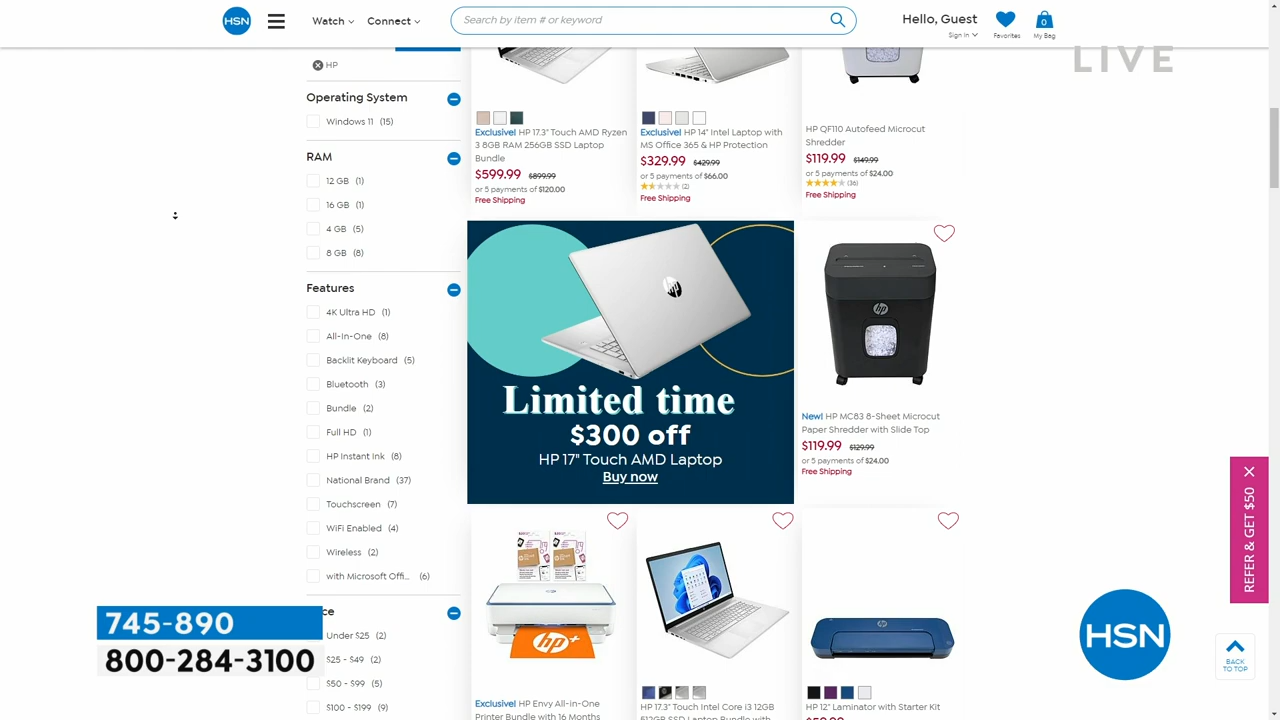 HSN
Watch
Connect
Search by item # or keyword
Hello, Guest
Sign In
Favorites
0
My Bag
LIVE
HP
Operating System
Windows 11 (15)
RAM
12 GB (1)
16 GB (1)
4 GB (5)
8 GB (8)
Features
4K Ultra HD (1)
All-In-One (8)
Backlit Keyboard (5)
Bluetooth (3)
Bundle (2)
Full HD (1)
HP Instant Ink (8)
National Brand (37)
Touchscreen (7)
WiFi Enabled (4)
Wireless (2)
with Microsoft Offi... (6)
ce
Under $25 (2)
$25 - $49 (2)
$50 - $99 (5)
$100 - $199 (9)
Exclusive! HP 17.3" Touch AMD Ryzen
3 8GB RAM 256GB SSD Laptop
Bundle
$599.99 $899.99
or 5 payments of $120.00
Free Shipping
Exclusive! HP 14" Intel Laptop with
MS Office 365 & HP Protection
$329.99 $429.99
or 5 payments of $66.00
(2)
Free Shipping
HP QF110 Autofeed Microcut
Shredder
$119.99 $149.99
or 5 payments of $24.00
(36)
Free Shipping
hp
Limited time
$300 off
HP 17" Touch AMD Laptop
Buy now
hp
New! HP MC83 8-Sheet Microcut
Paper Shredder with Slide Top
$119.99 $129.99
or 5 payments of $24.00
Free Shipping
hp+
Exclusive! HP Envy All-in-One
Printer Bundle with 16 Months
HP 17.3" Touch Intel Core i3 12GB
512GB SSD Laptop Bundle with
hp
HP 12" Laminator with Starter Kit
REFER & GET $50
745-890
800-284-3100
HSN
BACK
TO TOP